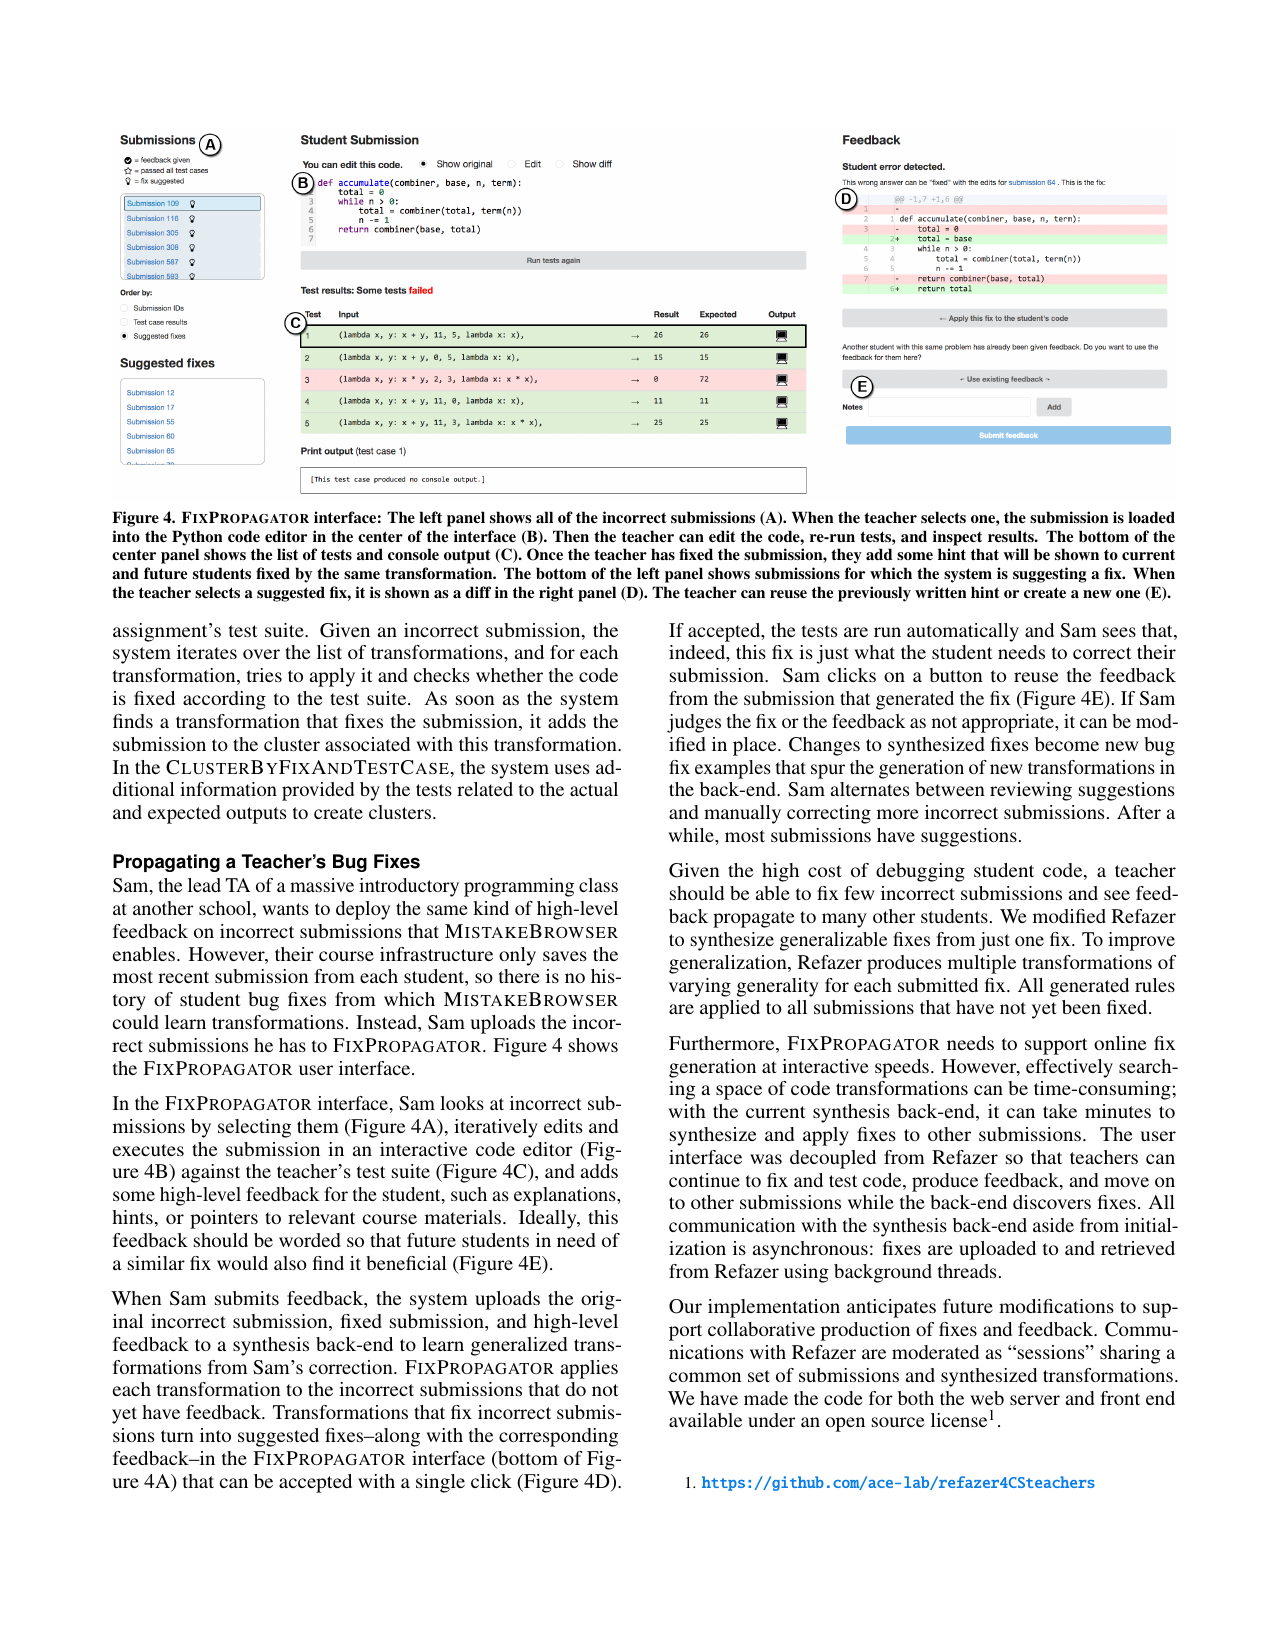 Submissions A
= feedback given
= passed all test cases
= fix suggested
Submission 109
Submission 116
Submission 305
Submission 308
Submission 587
Submission 593
Order by:
Submission IDs
Test case results
Suggested fixes
Suggested fixes
Submission 12
Submission 17
Submission 55
Submission 60
Submission 65
Student Submission
You can edit this code. Show original Edit Show diff
B
def accumulate(combiner, base, n, term):
2 total = 0
3 while n > 0:
4 total = combiner(total, term(n))
5 n -= 1
6 return combiner(base, total)
7
Run tests again
Test results: Some tests failed
C
Test Input Result Expected Output
1 (lambda x, y: x + y, 11, 5, lambda x: x), → 26 26
2 (lambda x, y: x + y, 0, 5, lambda x: x), → 15 15
3 (lambda x, y: x * y, 2, 3, lambda x: x * x), → 0 72
4 (lambda x, y: x + y, 11, 0, lambda x: x), → 11 11
5 (lambda x, y: x + y, 11, 3, lambda x: x * x), → 25 25
Print output (test case 1)
[This test case produced no console output.]
Feedback
Student error detected.
This wrong answer can be "fixed" with the edits for submission 64 . This is the fix:
D
@@ -1,7 +1,6 @@
1 -
2 1 def accumulate(combiner, base, n, term):
3 - total = 0
2+ total = base
4 3 while n > 0:
5 4 total = combiner(total, term(n))
6 5 n -= 1
7 - return combiner(base, total)
6+ return total
← Apply this fix to the student's code
Another student with this same problem has already been given feedback. Do you want to use the
feedback for them here?
E
Use existing feedback
Notes Add
Submit feedback
Figure 4. FIXPROPAGATOR interface: The left panel shows all of the incorrect submissions (A). When the teacher selects one, the submission is loaded
into the Python code editor in the center of the interface (B). Then the teacher can edit the code, re-run tests, and inspect results. The bottom of the
center panel shows the list of tests and console output (C). Once the teacher has fixed the submission, they add some hint that will be shown to current
and future students fixed by the same transformation. The bottom of the left panel shows submissions for which the system is suggesting a fix. When
the teacher selects a suggested fix, it is shown as a diff in the right panel (D). The teacher can reuse the previously written hint or create a new one (E).
assignment's test suite. Given an incorrect submission, the
system iterates over the list of transformations, and for each
transformation, tries to apply it and checks whether the code
is fixed according to the test suite. As soon as the system
finds a transformation that fixes the submission, it adds the
submission to the cluster associated with this transformation.
In the CLUSTERBYFIXANDTESTCASE, the system uses ad-
ditional information provided by the tests related to the actual
and expected outputs to create clusters.
Propagating a Teacher's Bug Fixes
Sam, the lead TA of a massive introductory programming class
at another school, wants to deploy the same kind of high-level
feedback on incorrect submissions that MISTAKEBROWSER
enables. However, their course infrastructure only saves the
most recent submission from each student, so there is no his-
tory of student bug fixes from which MISTAKEBROWSER
could learn transformations. Instead, Sam uploads the incor-
rect submissions he has to FIXPROPAGATOR. Figure 4 shows
the FIXPROPAGATOR user interface.
In the FIXPROPAGATOR interface, Sam looks at incorrect sub-
missions by selecting them (Figure 4A), iteratively edits and
executes the submission in an interactive code editor (Fig-
ure 4B) against the teacher's test suite (Figure 4C), and adds
some high-level feedback for the student, such as explanations,
hints, or pointers to relevant course materials. Ideally, this
feedback should be worded so that future students in need of
a similar fix would also find it beneficial (Figure 4E).
When Sam submits feedback, the system uploads the orig-
inal incorrect submission, fixed submission, and high-level
feedback to a synthesis back-end to learn generalized trans-
formations from Sam's correction. FIXPROPAGATOR applies
each transformation to the incorrect submissions that do not
yet have feedback. Transformations that fix incorrect submis-
sions turn into suggested fixes–along with the corresponding
feedback–in the FIXPROPAGATOR interface (bottom of Fig-
ure 4A) that can be accepted with a single click (Figure 4D).
If accepted, the tests are run automatically and Sam sees that,
indeed, this fix is just what the student needs to correct their
submission. Sam clicks on a button to reuse the feedback
from the submission that generated the fix (Figure 4E). If Sam
judges the fix or the feedback as not appropriate, it can be mod-
ified in place. Changes to synthesized fixes become new bug
fix examples that spur the generation of new transformations in
the back-end. Sam alternates between reviewing suggestions
and manually correcting more incorrect submissions. After a
while, most submissions have suggestions.
Given the high cost of debugging student code, a teacher
should be able to fix few incorrect submissions and see feed-
back propagate to many other students. We modified Refazer
to synthesize generalizable fixes from just one fix. To improve
generalization, Refazer produces multiple transformations of
varying generality for each submitted fix. All generated rules
are applied to all submissions that have not yet been fixed.
Furthermore, FIXPROPAGATOR needs to support online fix
generation at interactive speeds. However, effectively search-
ing a space of code transformations can be time-consuming;
with the current synthesis back-end, it can take minutes to
synthesize and apply fixes to other submissions. The user
interface was decoupled from Refazer so that teachers can
continue to fix and test code, produce feedback, and move on
to other submissions while the back-end discovers fixes. All
communication with the synthesis back-end aside from initial-
ization is asynchronous: fixes are uploaded to and retrieved
from Refazer using background threads.
Our implementation anticipates future modifications to sup-
port collaborative production of fixes and feedback. Commu-
nications with Refazer are moderated as “sessions” sharing a
common set of submissions and synthesized transformations.
We have made the code for both the web server and front end
available under an open source license1.
1. https://github.com/ace-lab/refazer4CSteachers